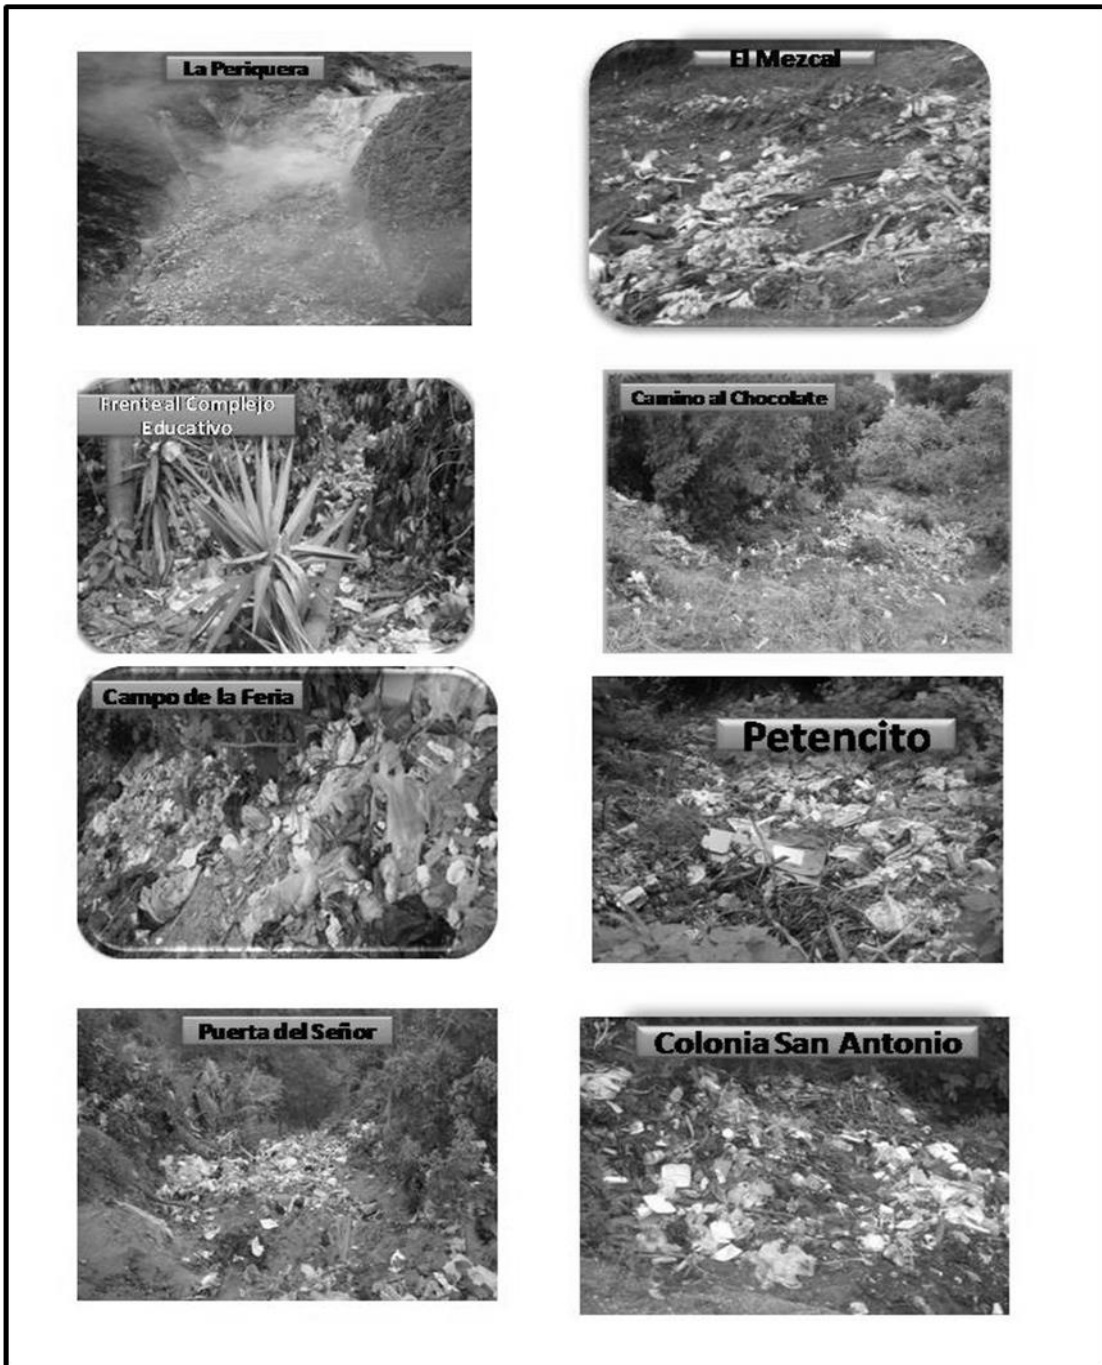 La Periquera
El Mezcal
Frente al Complejo
Educativo
Camino al Chocolate
Campo de la Feria
Petencito
Puerta del Señor
Colonia San Antonio